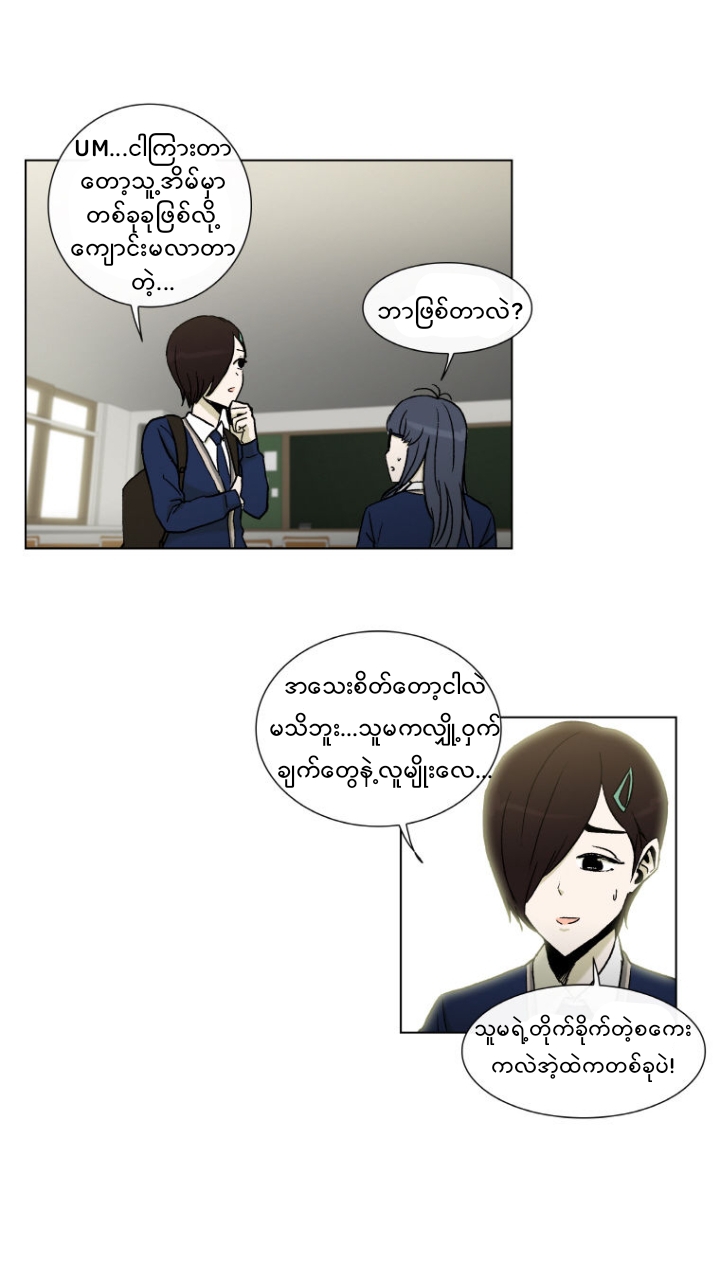 UM...ငါကြားတာ
တော့သူ့အိမ်မှာ
တစ်ခုခုဖြစ်လို့
ကျောင်းမလာတာ
တဲ့...
ဘာဖြစ်တာလဲ?
အသေးစိတ်တော့ငါလဲ
မသိဘူး...သူမကလျှို့ဝှက်
ချက်တွေနဲ့လူမျိုးလေ...
သူမရဲ့တိုက်ခိုက်တဲ့စကေး
ကလဲအဲ့ထဲကတစ်ခုပဲ!